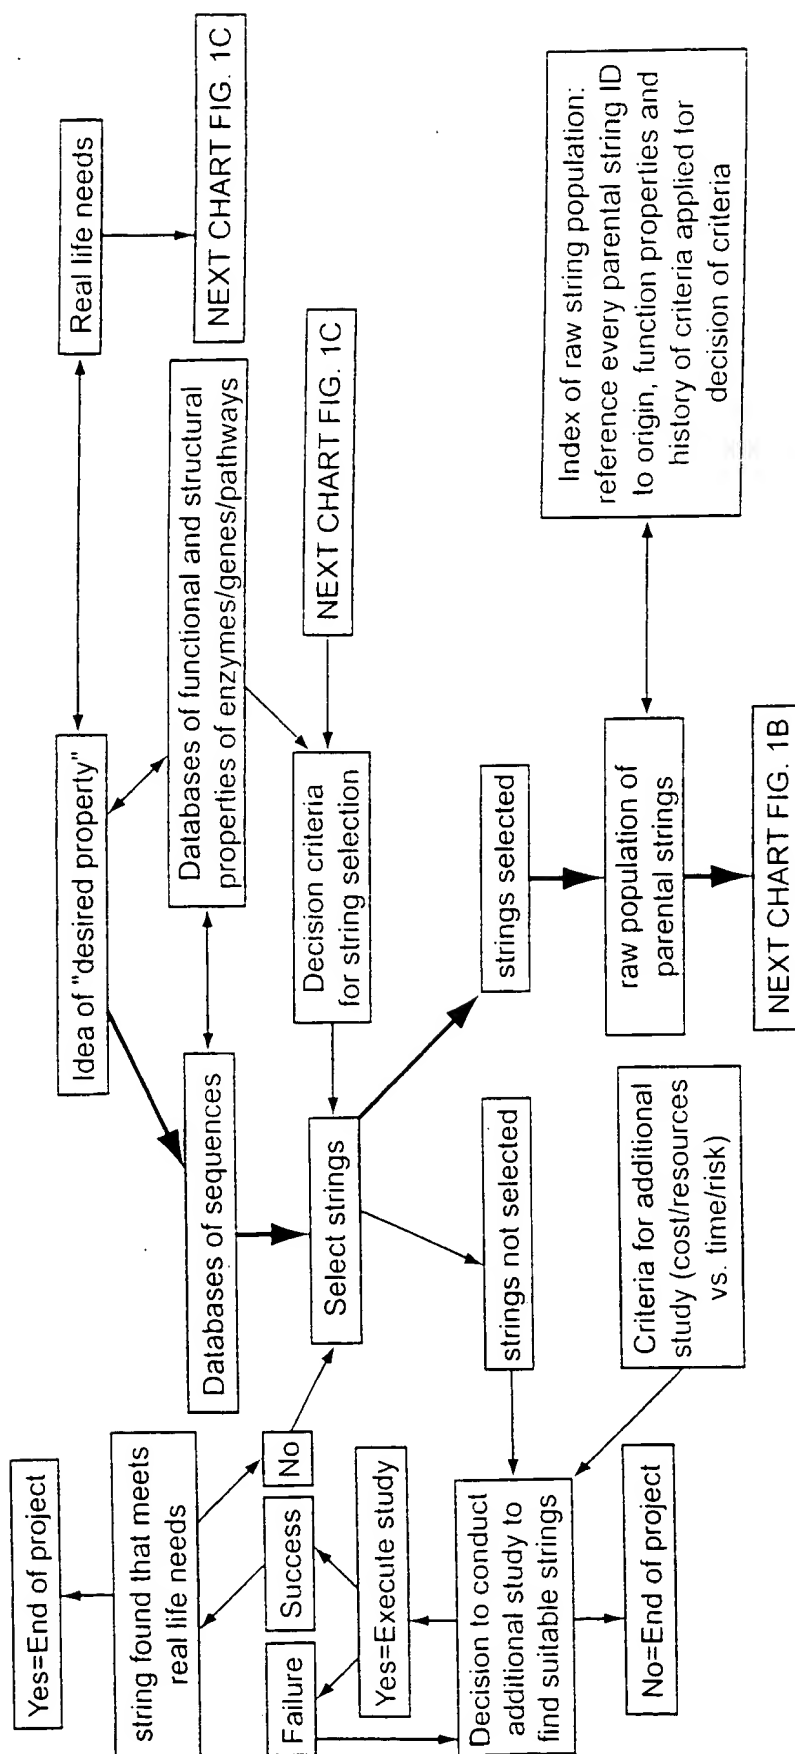 Yes=End of project
string found that meets
real life needs
Failure
Success
No
Yes=Execute study
Decision to conduct
additional study to
find suitable strings
No=End of project
Idea of "desired property"
Real life needs
NEXT CHART FIG. 1C
Databases of sequences
Databases of functional and structural
properties of enzymes/genes/pathways
Select strings
Decision criteria
for string selection
NEXT CHART FIG. 1C
strings not selected
strings selected
Criteria for additional
study (cost/resources
vs. time/risk)
raw population of
parental strings
NEXT CHART FIG. 1B
Index of raw string population:
reference every parental string ID
to origin, function properties and
history of criteria applied for
decision of criteria